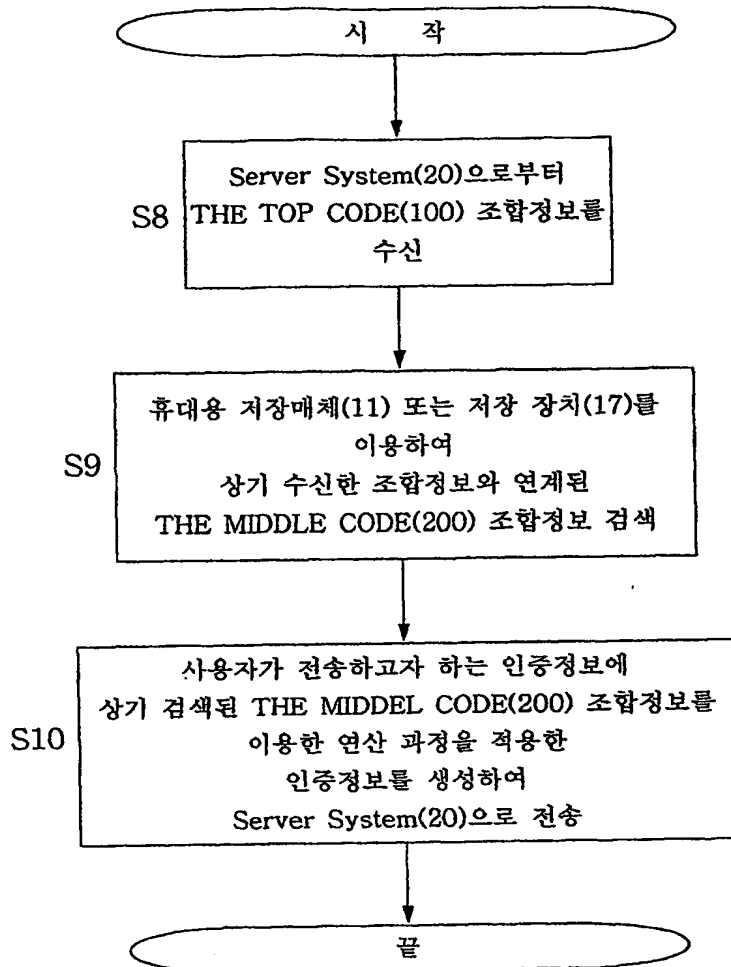 시 작
S8
Server System(20)으로부터
THE TOP CODE(100) 조합정보를
수신
S9
휴대용 저장매체(11) 또는 저장 장치(17)를
이용하여
상기 수신한 조합정보와 연계된
THE MIDDLE CODE(200) 조합정보 검색
S10
사용자가 전송하고자 하는 인증정보에
상기 검색된 THE MIDDEL CODE(200) 조합정보를
이용한 연산 과정을 적용한
인증정보를 생성하여
Server System(20)으로 전송
끝